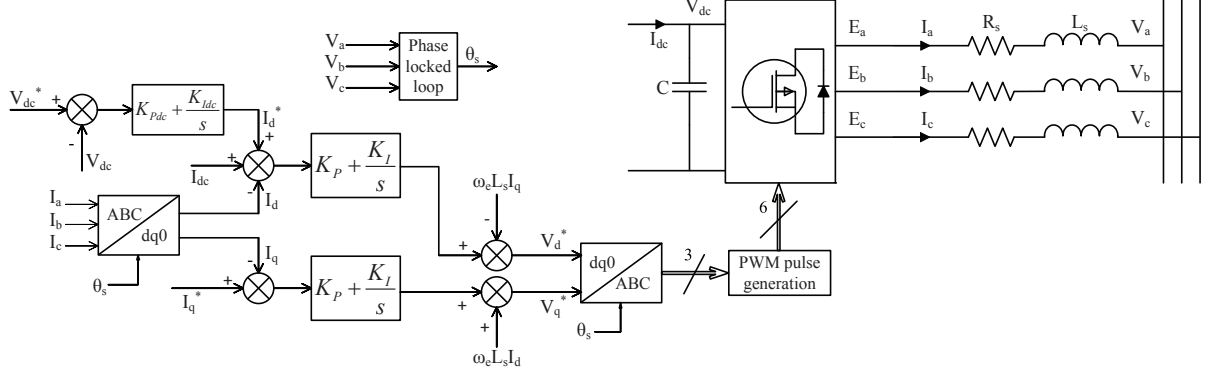 V_dc*
+
-
V_dc
K_Pdc + K_Idc/s
I_d*
+
+
-
I_dc
I_d
V_a
V_b
V_c
Phase
locked
loop
θ_s
I_a
I_b
I_c
ABC
dq0
θ_s
I_q
-
+
I_q*
K_P + K_I/s
K_P + K_I/s
ω_eL_sI_q
-
+
V_d*
+
+
V_q*
ω_eL_sI_d
dq0
ABC
θ_s
3
PWM pulse
generation
6
V_dc
I_dc
C
E_a
I_a
R_s
L_s
V_a
E_b
I_b
V_b
E_c
I_c
V_c